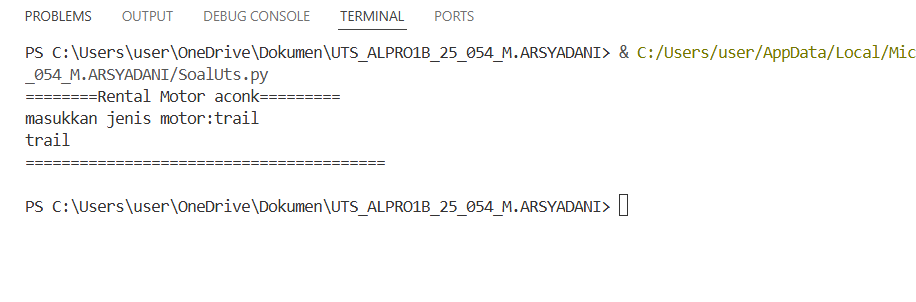 PROBLEMS OUTPUT DEBUG CONSOLE TERMINAL PORTS
PS C:\Users\user\OneDrive\Dokumen\UTS_ALPRO1B_25_054_M.ARSYADANI> & C:/Users/user/AppData/Local/Mic
_054_M.ARSYADANI/SoalUts.py
========Rental Motor aconk=========
masukkan jenis motor:trail
trail
========================================
PS C:\Users\user\OneDrive\Dokumen\UTS_ALPRO1B_25_054_M.ARSYADANI>